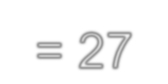 = 27